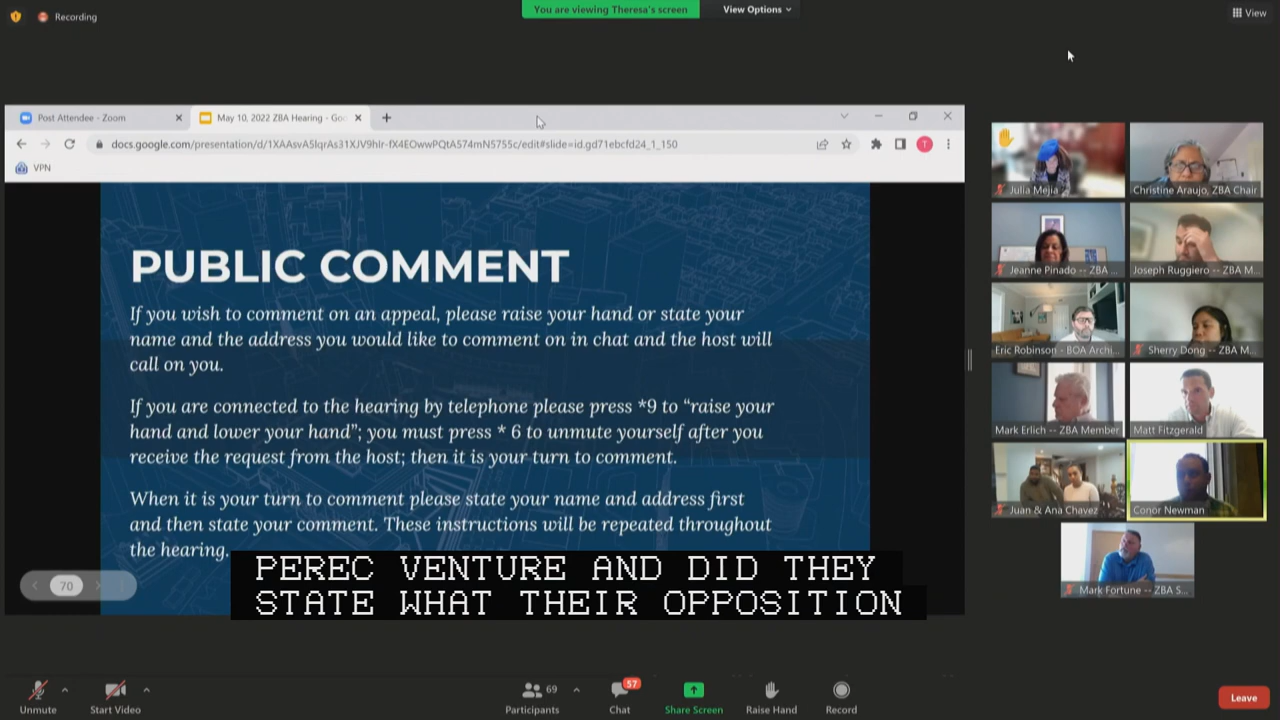 Recording
You are viewing Theresa's screen
View Options
View
Post Attendee - Zoom
May 10, 2022 ZBA Hearing - Goo
docs.google.com/presentation/d/1XAAsvA5lqrAs31XJV9hIr-fX4EOwwPQtA574mN5755c/edit#slide=id.gd71ebcfd24_1_150
T
VPN
PUBLIC COMMENT
If you wish to comment on an appeal, please raise your hand or state your
name and the address you would like to comment on in chat and the host will
call on you.
If you are connected to the hearing by telephone please press *9 to “raise your
hand and lower your hand”; you must press * 6 to unmute yourself after you
receive the request from the host; then it is your turn to comment.
When it is your turn to comment please state your name and address first
and then state your comment. These instructions will be repeated throughout
the hearing.
70
PEREC VENTURE AND DID THEY
STATE WHAT THEIR OPPOSITION
Julia Mejia
Christine Araujo, ZBA Chair
Jeanne Pinado -- ZBA ...
Joseph Ruggiero -- ZBA M...
Eric Robinson - BOA Archi...
Sherry Dong -- ZBA M...
Mark Erlich -- ZBA Member
Matt Fitzgerald
Juan & Ana Chavez
Conor Newman
Mark Fortune -- ZBA S...
Unmute
Start Video
69
Participants
57
Chat
Share Screen
Raise Hand
Record
Leave